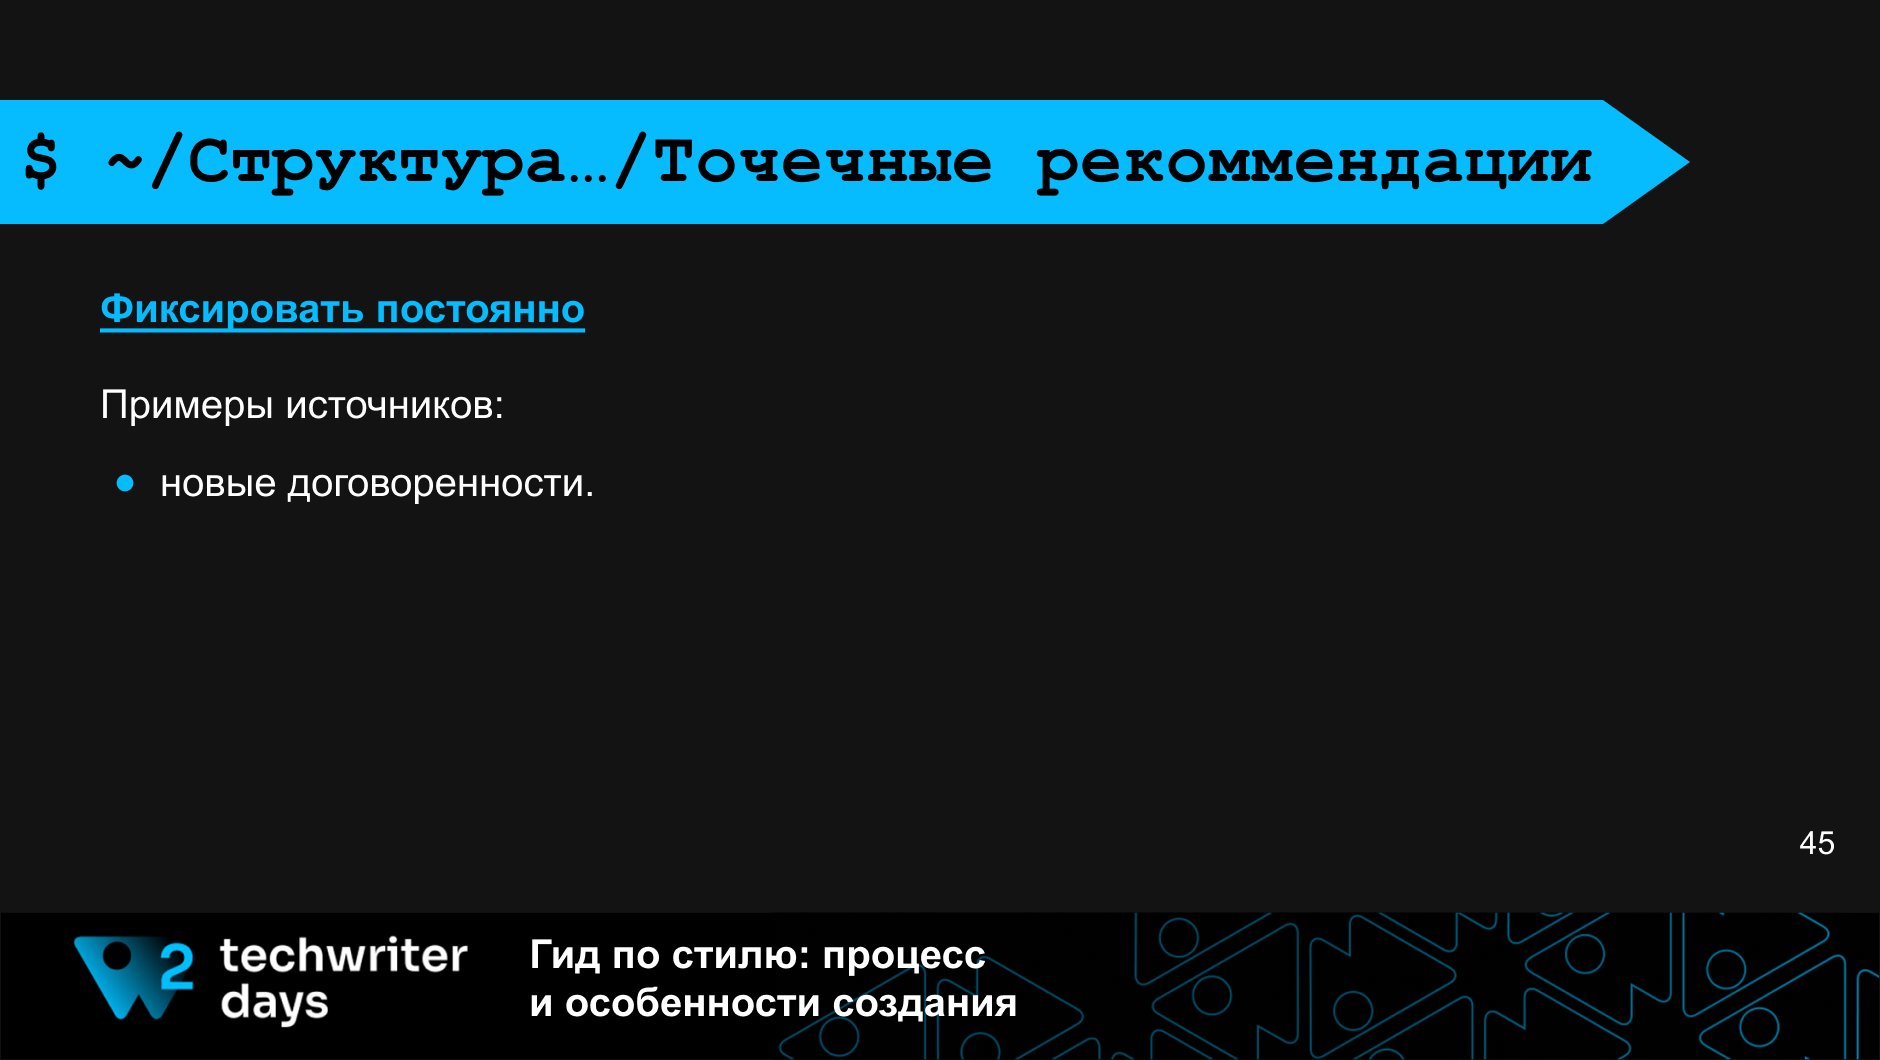 $ ~/Структура…/Точечные рекоммендации
Фиксировать постоянно
Примеры источников:
● новые договоренности.
45
2 techwriter
days
Гид по стилю: процесс
и особенности создания